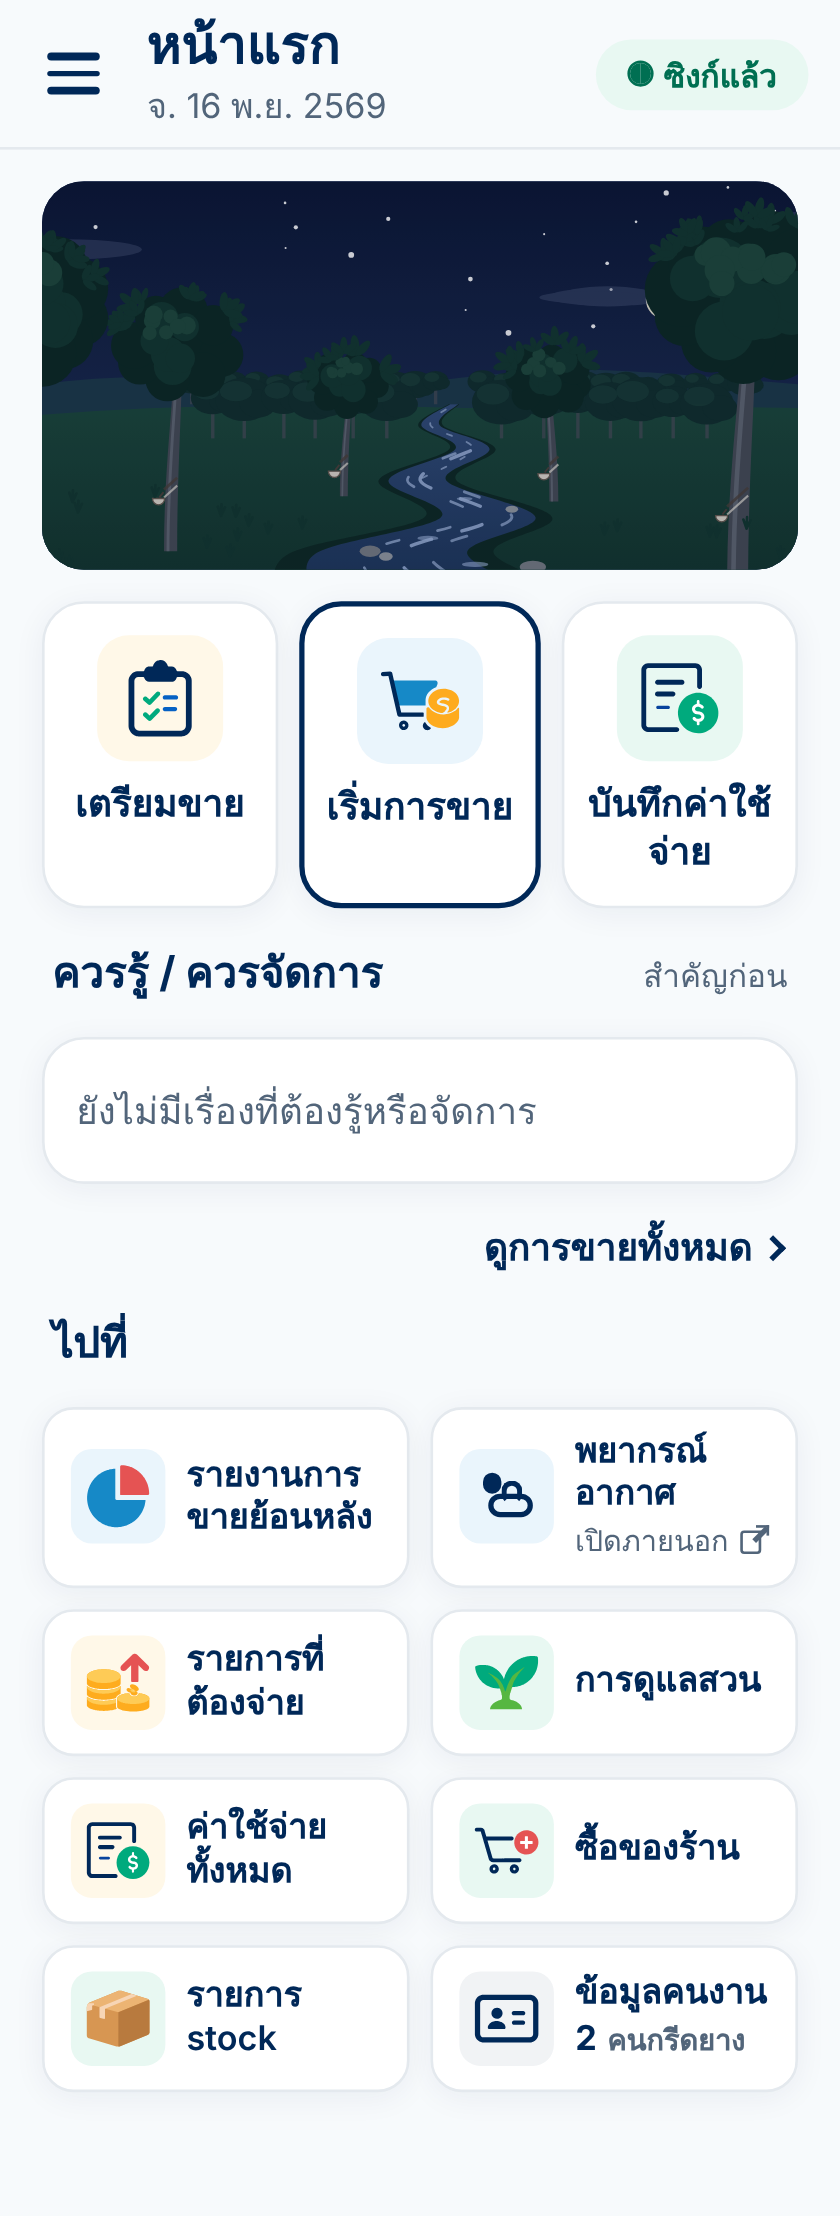 หน้าแรก
จ. 16 พ.ย. 2569
ซิงก์แล้ว
เตรียมขาย
เริ่มการขาย
บันทึกค่าใช้
จ่าย
ควรรู้ / ควรจัดการ
สำคัญก่อน
ยังไม่มีเรื่องที่ต้องรู้หรือจัดการ
ดูการขายทั้งหมด
ไปที่
รายงานการ
ขายย้อนหลัง
พยากรณ์
อากาศ
เปิดภายนอก
รายการที่
ต้องจ่าย
การดูแลสวน
ค่าใช้จ่าย
ทั้งหมด
ซื้อของร้าน
รายการ
stock
ข้อมูลคนงาน
2 คนกรีดยาง